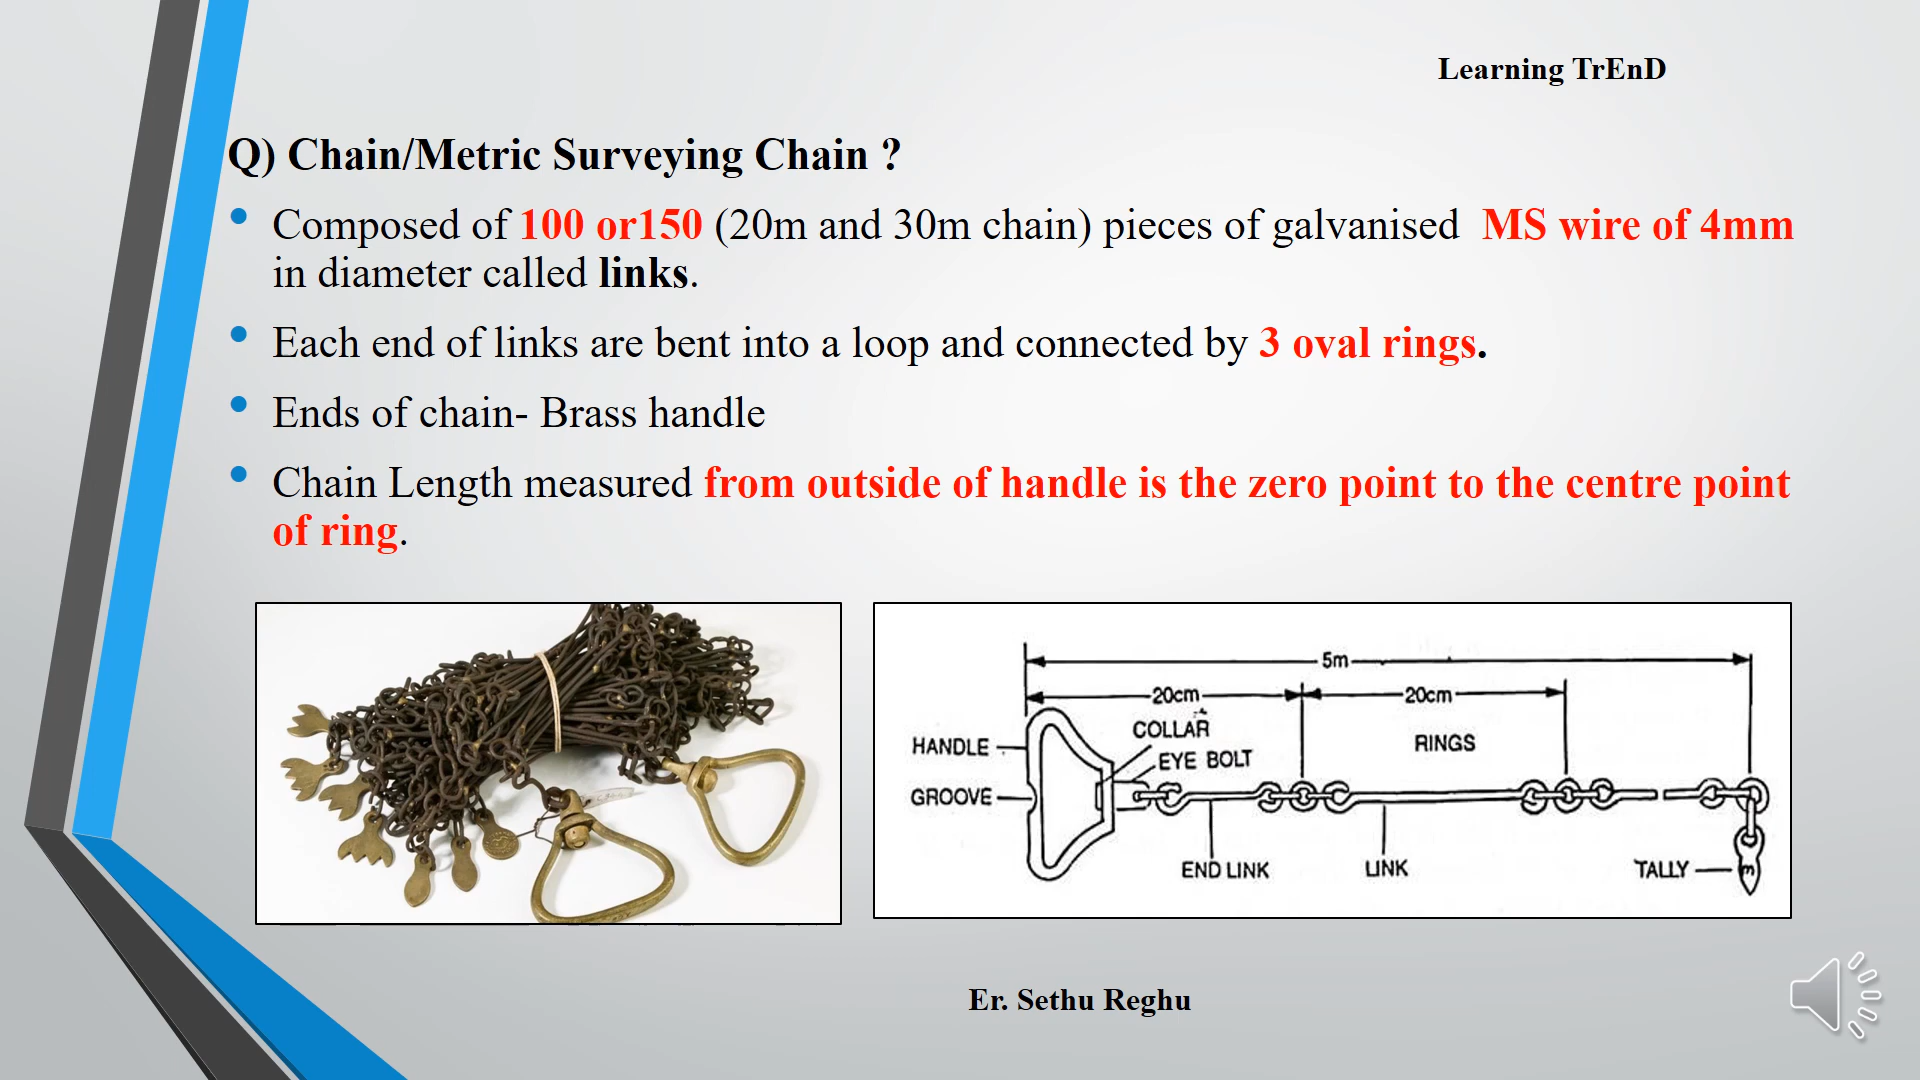 Learning TrEnD
Q) Chain/Metric Surveying Chain ?
• Composed of 100 or150 (20m and 30m chain) pieces of galvanised MS wire of 4mm
in diameter called links.
• Each end of links are bent into a loop and connected by 3 oval rings.
• Ends of chain- Brass handle
• Chain Length measured from outside of handle is the zero point to the centre point
of ring.
5m
20cm
20cm
COLLAR
HANDLE
RINGS
EYE BOLT
GROOVE
END LINK
LINK
TALLY
m
Er. Sethu Reghu